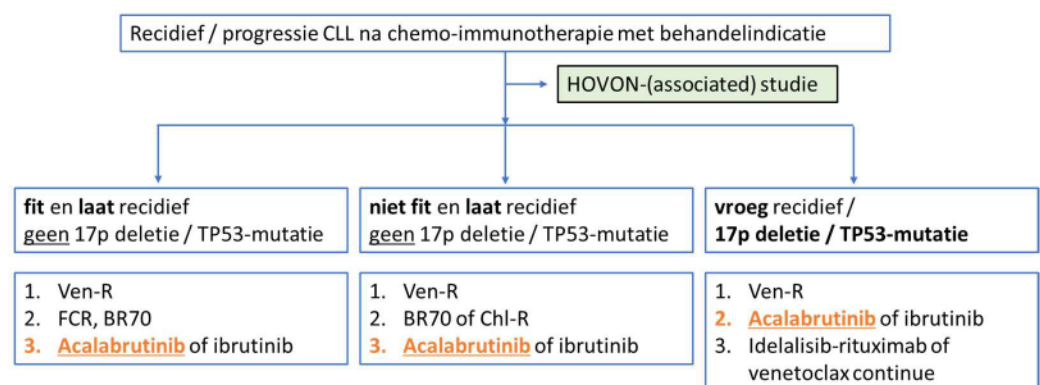 Recidief / progressie CLL na chemo-immunotherapie met behandelindicatie
HOVON-(associated) studie
fit en laat recidief
geen 17p deletie / TP53-mutatie
niet fit en laat recidief
geen 17p deletie / TP53-mutatie
vroeg recidief /
17p deletie / TP53-mutatie
1. Ven-R
2. FCR, BR70
3. Acalabrutinib of ibrutinib
1. Ven-R
2. BR70 of Chl-R
3. Acalabrutinib of ibrutinib
1. Ven-R
2. Acalabrutinib of ibrutinib
3. Idelalisib-rituximab of
venetoclax continue